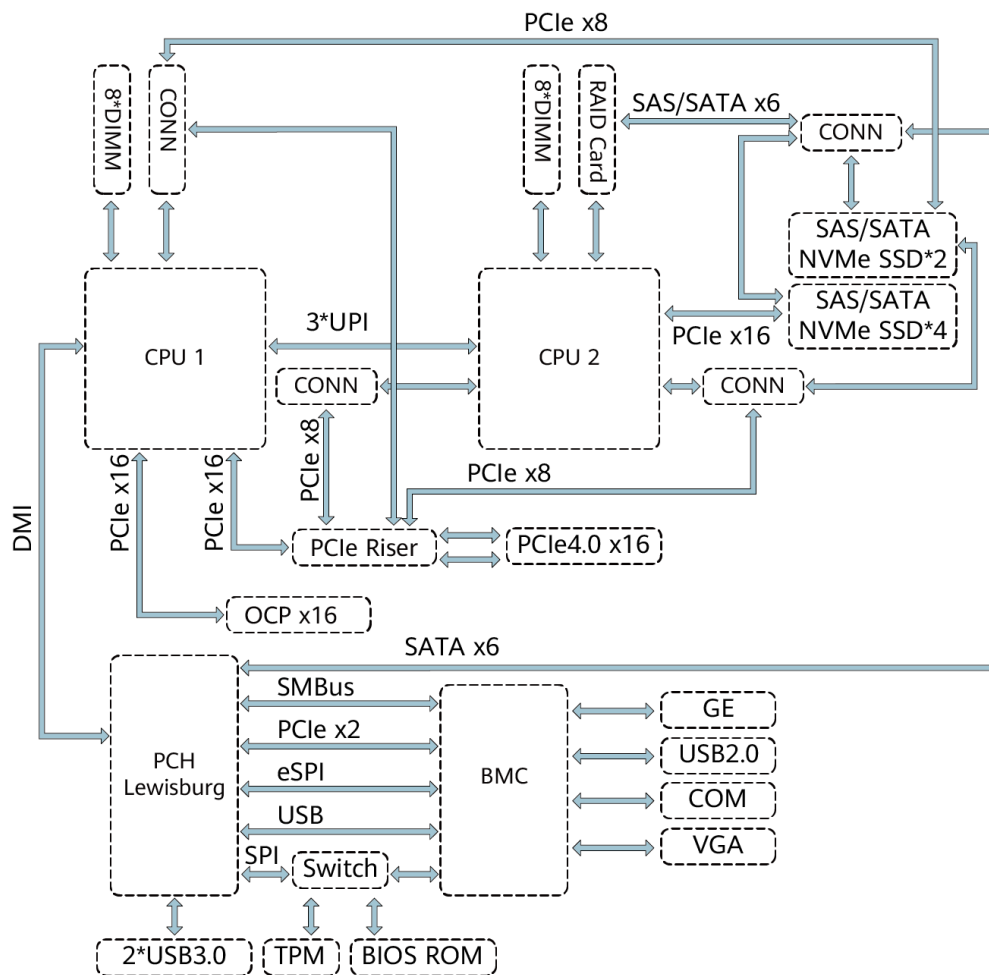 PCIe x8
8*DIMM
CONN
8*DIMM
RAID Card
SAS/SATA x6
CONN
SAS/SATA
NVMe SSD*2
SAS/SATA
NVMe SSD*4
3*UPI
CPU 1
CPU 2
PCIe x16
CONN
CONN
DMI
PCIe x16
PCIe x16
PCIe x8
PCIe x8
PCIe Riser
PCIe4.0 x16
OCP x16
SATA x6
SMBus
PCIe x2
eSPI
USB
SPI
PCH
Lewisburg
BMC
GE
USB2.0
COM
VGA
Switch
2*USB3.0
TPM
BIOS ROM